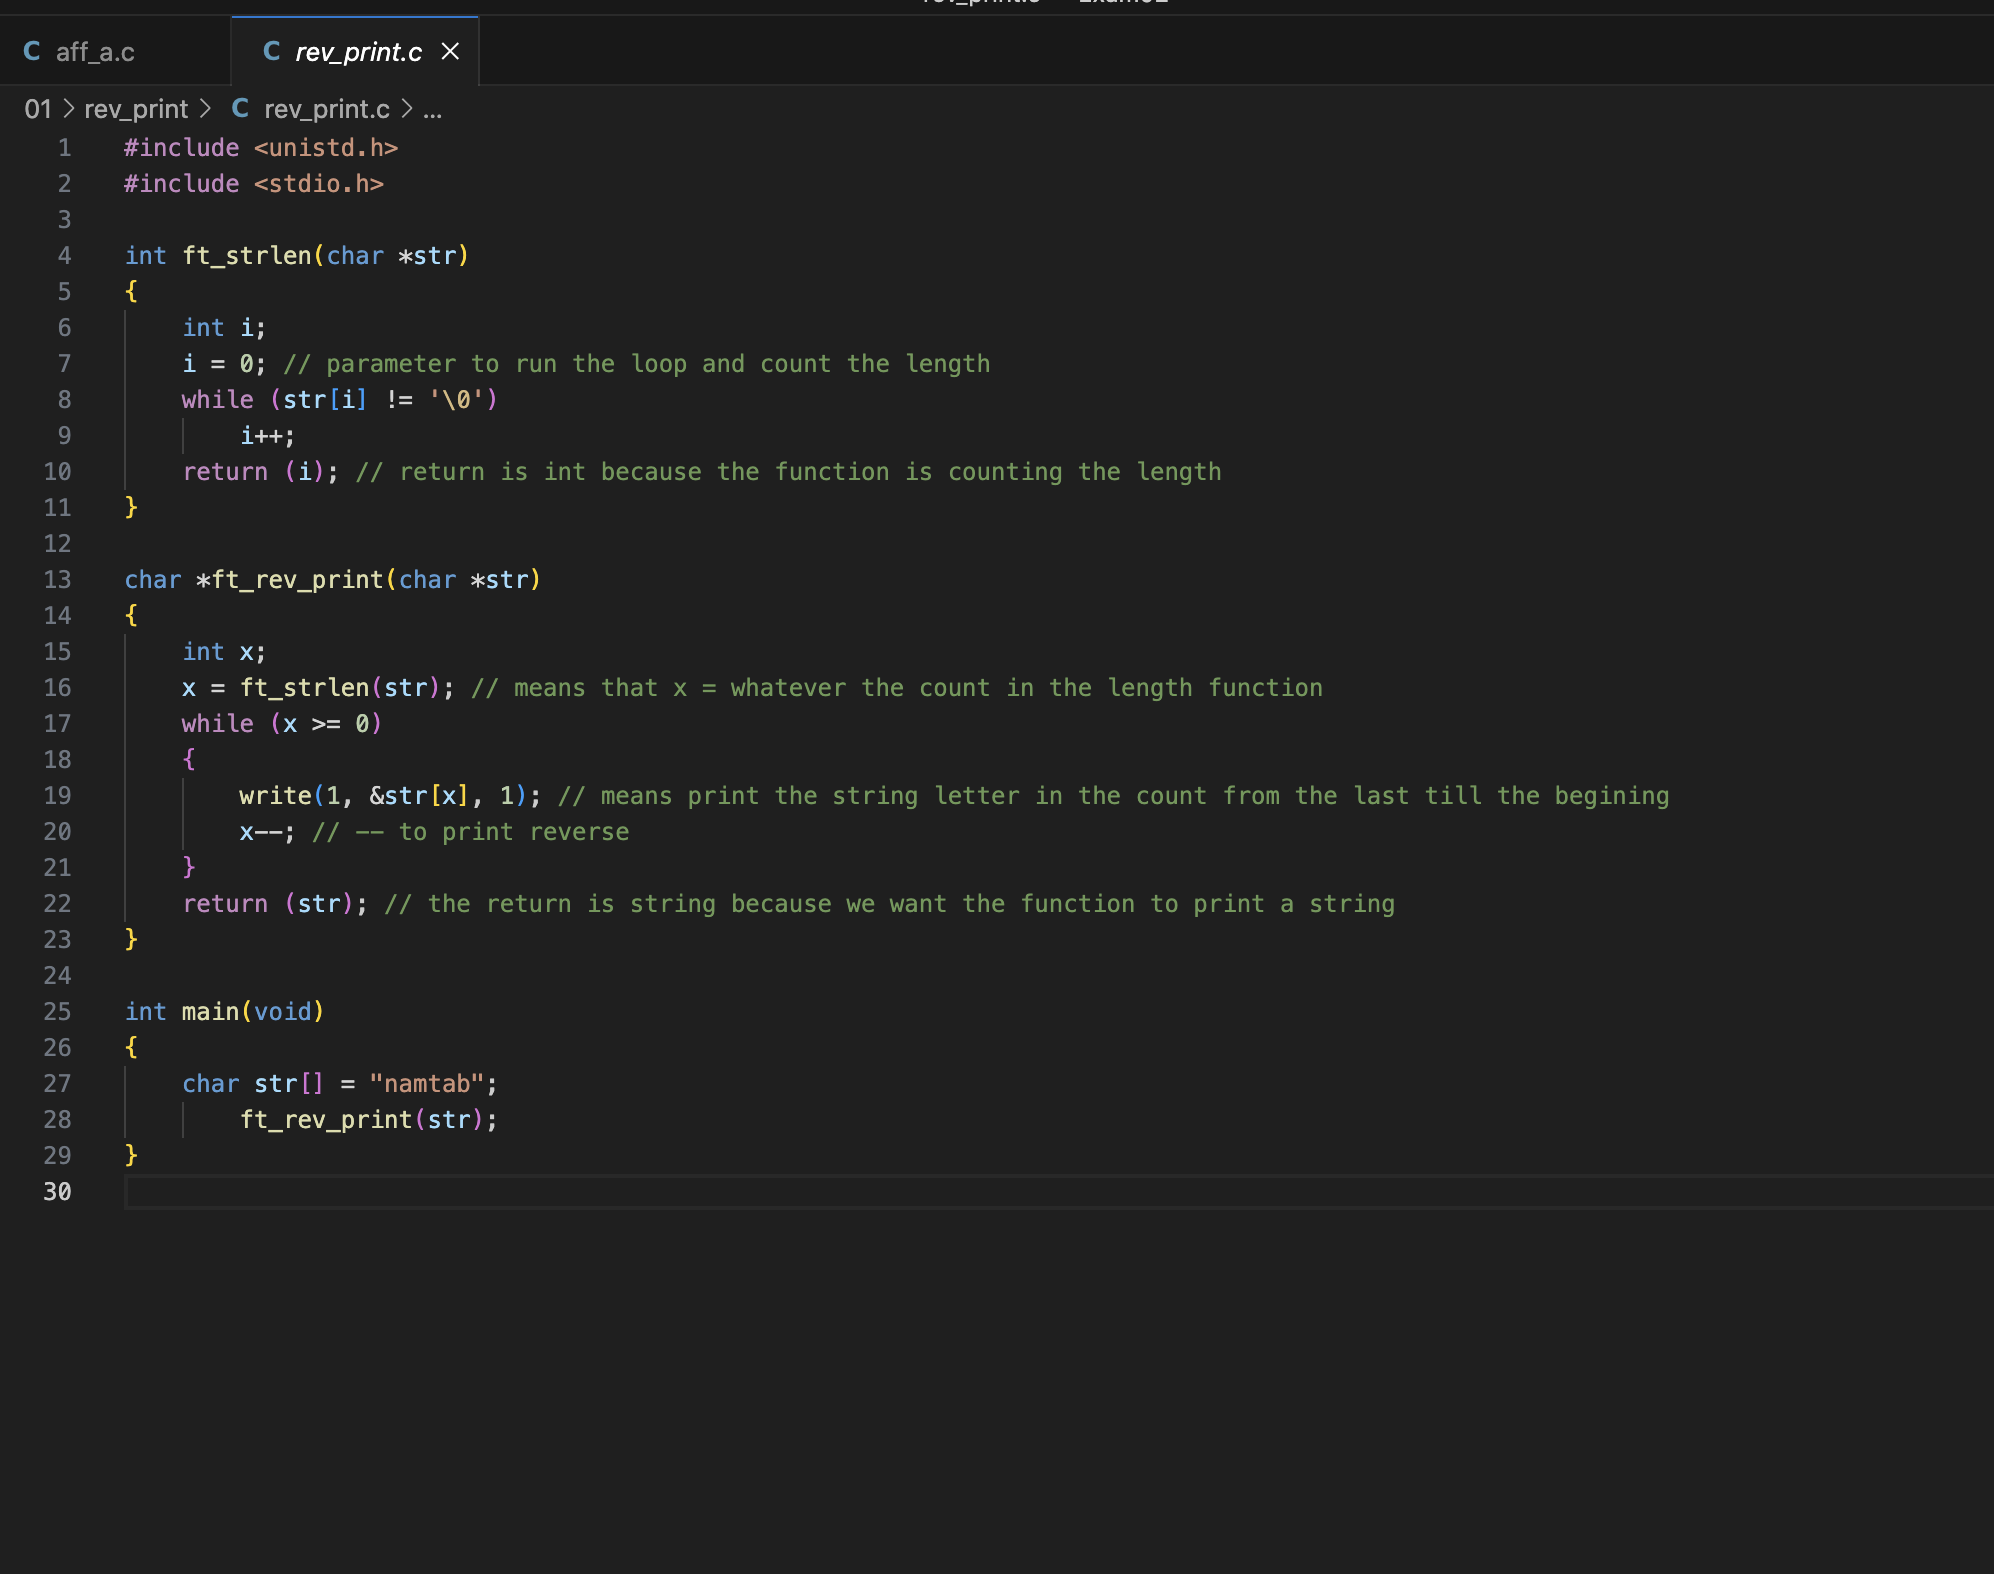 aff_a.c
rev_print.c
01 > rev_print > C rev_print.c > ...
1 #include <unistd.h>
2 #include <stdio.h>
3
4 int ft_strlen(char *str)
5 {
6 int i;
7 i = 0; // parameter to run the loop and count the length
8 while (str[i] != '\0')
9 i++;
10 return (i); // return is int because the function is counting the length
11 }
12
13 char *ft_rev_print(char *str)
14 {
15 int x;
16 x = ft_strlen(str); // means that x = whatever the count in the length function
17 while (x >= 0)
18 {
19 write(1, &str[x], 1); // means print the string letter in the count from the last till the begining
20 x--; // -- to print reverse
21 }
22 return (str); // the return is string because we want the function to print a string
23 }
24
25 int main(void)
26 {
27 char str[] = "namtab";
28 ft_rev_print(str);
29 }
30